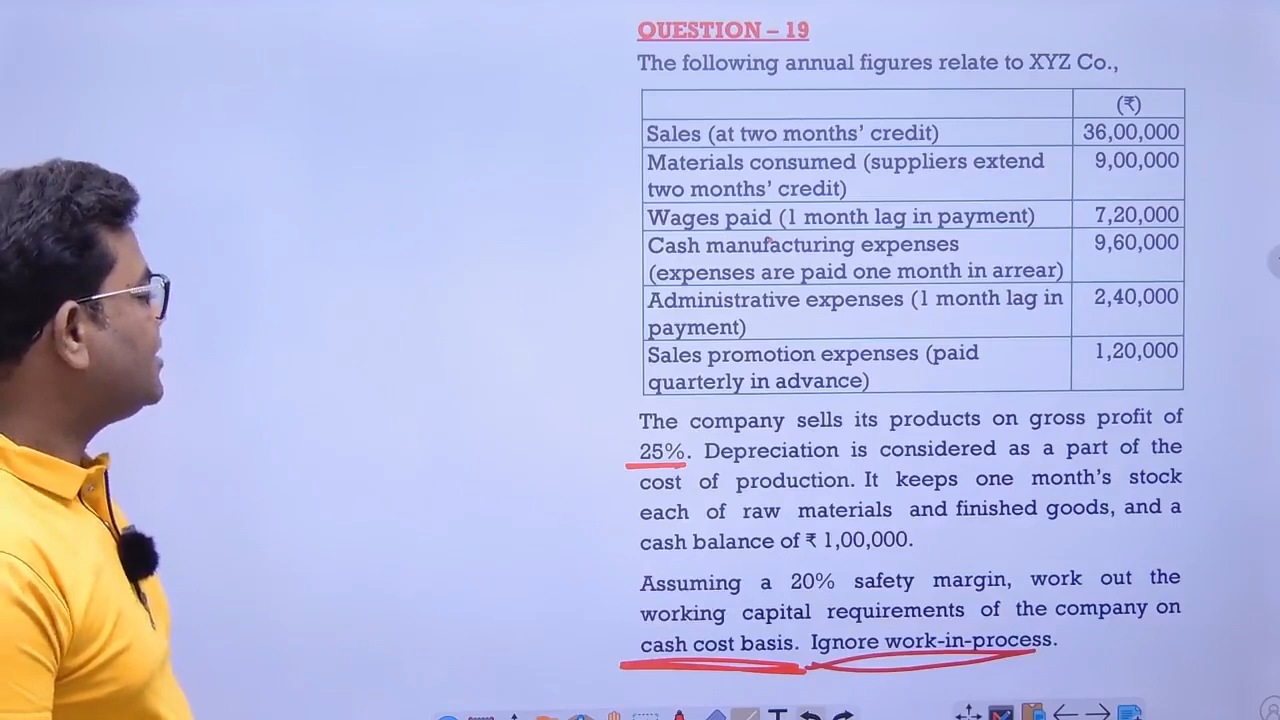 QUESTION – 19
The following annual figures relate to XYZ Co.,
(₹)
Sales (at two months’ credit) 36,00,000
Materials consumed (suppliers extend 9,00,000
two months’ credit)
Wages paid (1 month lag in payment) 7,20,000
Cash manufacturing expenses 9,60,000
(expenses are paid one month in arrear)
Administrative expenses (1 month lag in 2,40,000
payment)
Sales promotion expenses (paid 1,20,000
quarterly in advance)
The company sells its products on gross profit of
25%. Depreciation is considered as a part of the
cost of production. It keeps one month’s stock
each of raw materials and finished goods, and a
cash balance of ₹ 1,00,000.
Assuming a 20% safety margin, work out the
working capital requirements of the company on
cash cost basis. Ignore work-in-process.